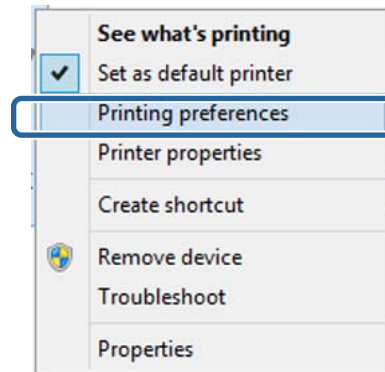 See what's printing
Set as default printer
Printing preferences
Printer properties
Create shortcut
Remove device
Troubleshoot
Properties